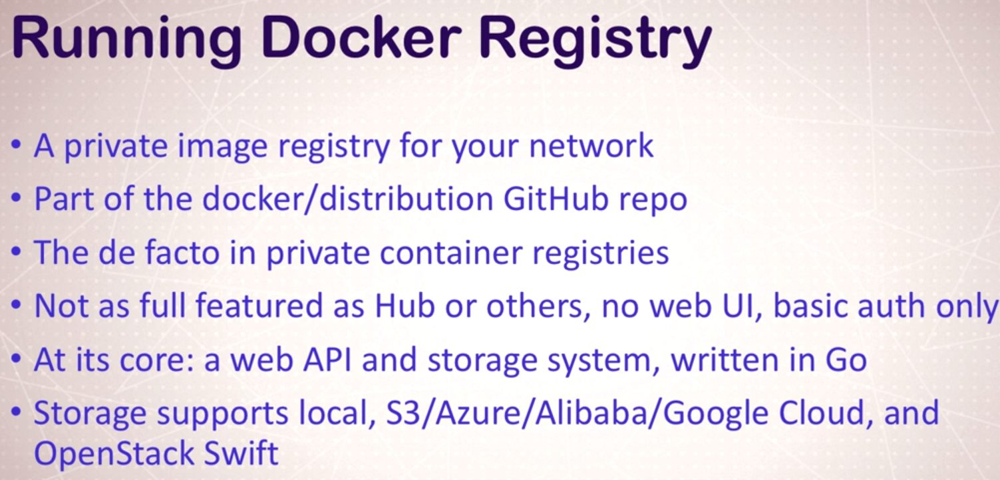 Running Docker Registry
• A private image registry for your network
• Part of the docker/distribution GitHub repo
• The de facto in private container registries
• Not as full featured as Hub or others, no web UI, basic auth only
• At its core: a web API and storage system, written in Go
• Storage supports local, S3/Azure/Alibaba/Google Cloud, and
OpenStack Swift